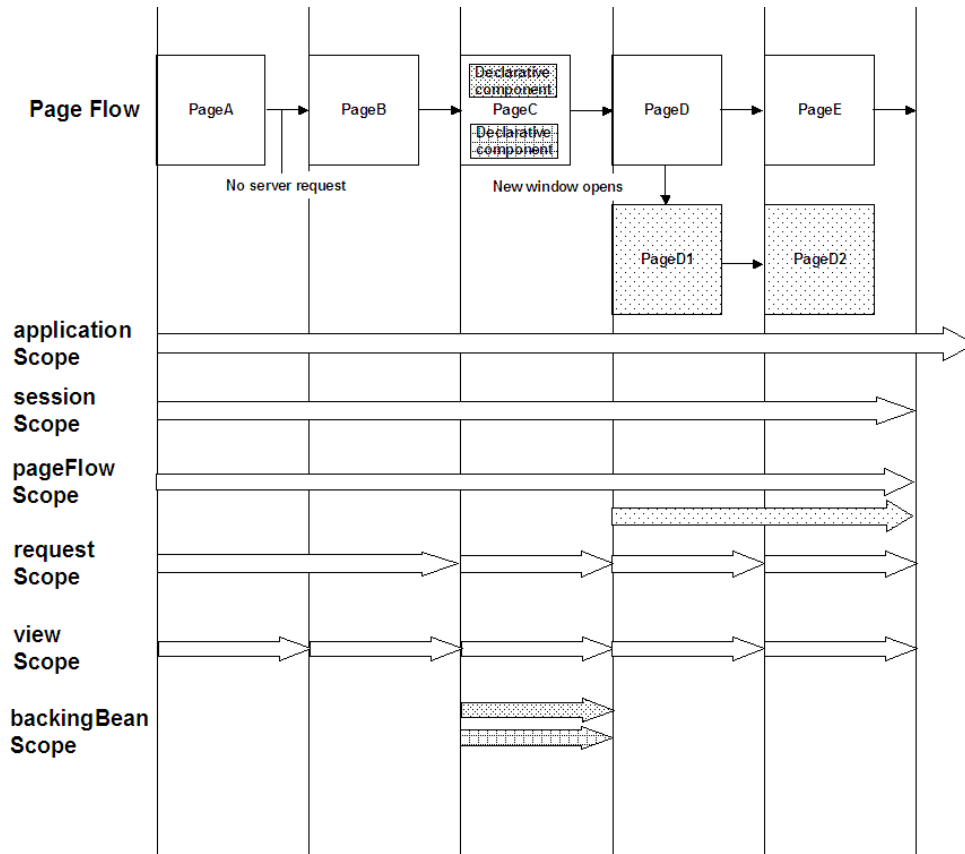 Declarative
component
Page Flow
PageA
PageB
PageC
PageD
PageE
Declarative
component
No server request
New window opens
PageD1
PageD2
application
Scope
session
Scope
pageFlow
Scope
request
Scope
view
Scope
backingBean
Scope